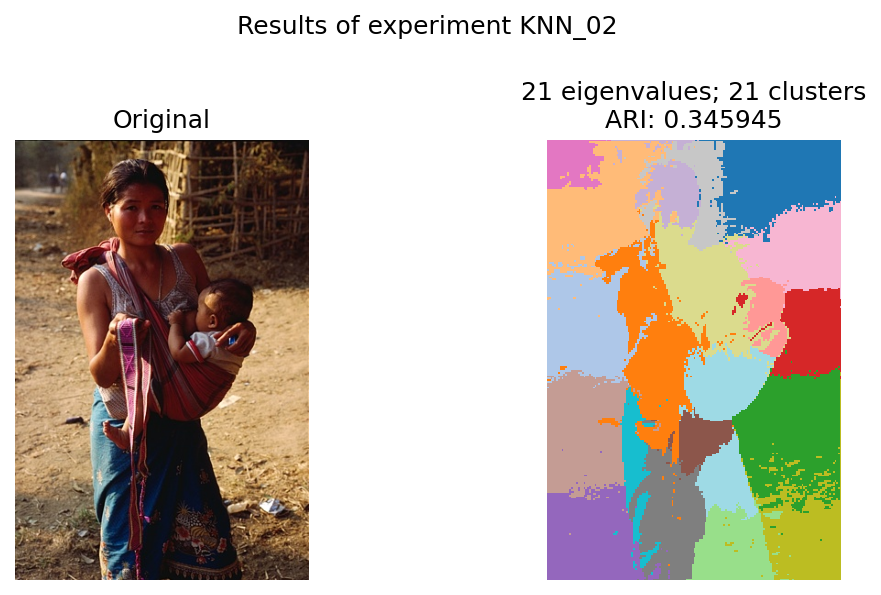 Results of experiment KNN_02
Original
21 eigenvalues; 21 clusters
ARI: 0.345945